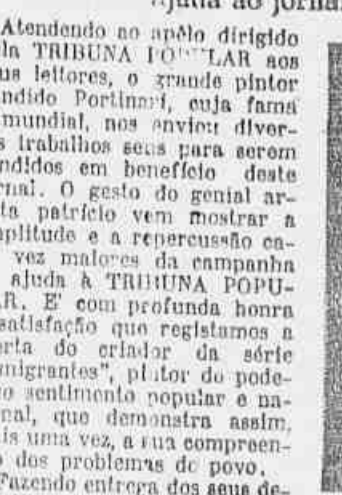 ajuda ao jorna
Atendendo ao apêlo dirigido
la TRIBUNA POPULAR aos
us leitores, o grande pintor
ndido Portinari, cuja fama
mundial, nos enviou diver-
s trabalhos seus para serem
ndidos em benefício deste
rnal. O gesto do genial ar-
ta patrício vem mostrar a
plitude e a repercussão ca-
vez maiores da campanha
ajuda à TRIBUNA POPU-
AR. E' com profunda honra
satisfação que registamos a
erta do criador da série
migrantes", pintor do pode-
o sentimento popular e na-
nal, que demonstra assim,
is uma vez, a sua compreen-
o dos problemas do povo.
Fazendo entrega dos seus de-